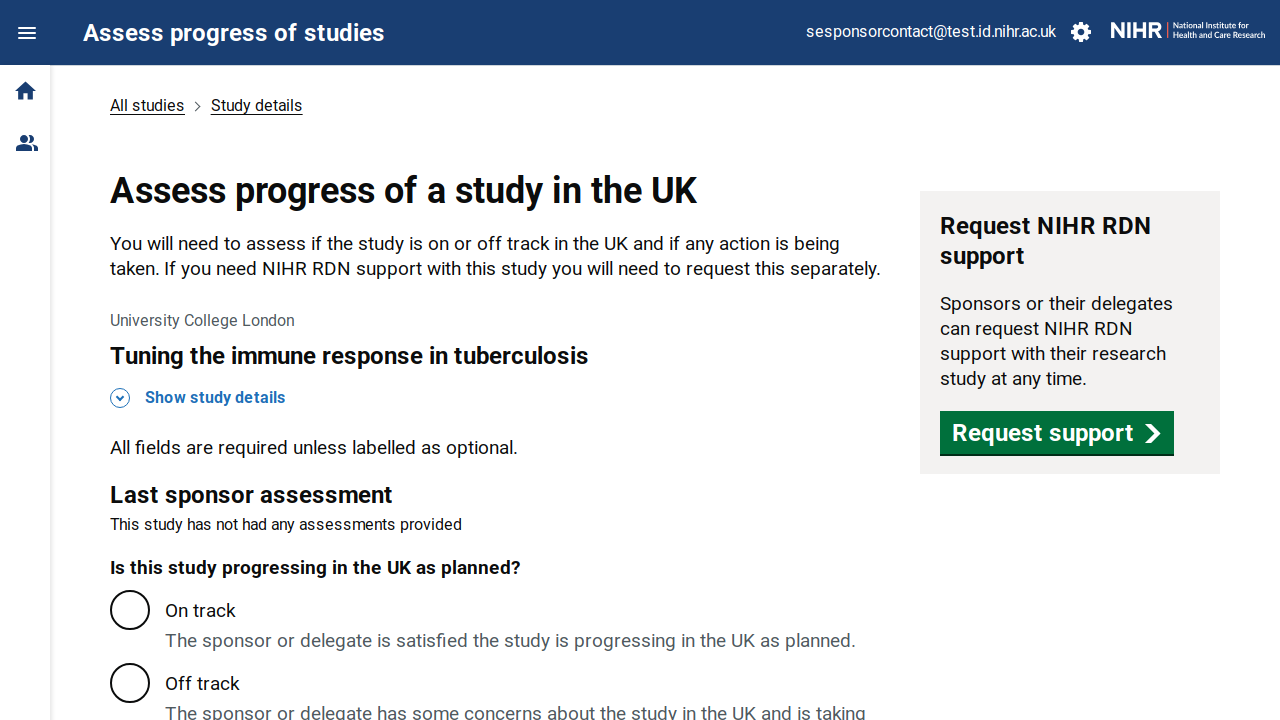 Assess progress of studies
sesponsorcontact@test.id.nihr.ac.uk
NIHR
National Institute for
Health and Care Research
All studies
Study details
Assess progress of a study in the UK
You will need to assess if the study is on or off track in the UK and if any action is being
taken. If you need NIHR RDN support with this study you will need to request this separately.
University College London
Tuning the immune response in tuberculosis
Show study details
All fields are required unless labelled as optional.
Last sponsor assessment
This study has not had any assessments provided
Is this study progressing in the UK as planned?
On track
The sponsor or delegate is satisfied the study is progressing in the UK as planned.
Off track
The sponsor or delegate has some concerns about the study in the UK and is taking
Request NIHR RDN
support
Sponsors or their delegates
can request NIHR RDN
support with their research
study at any time.
Request support